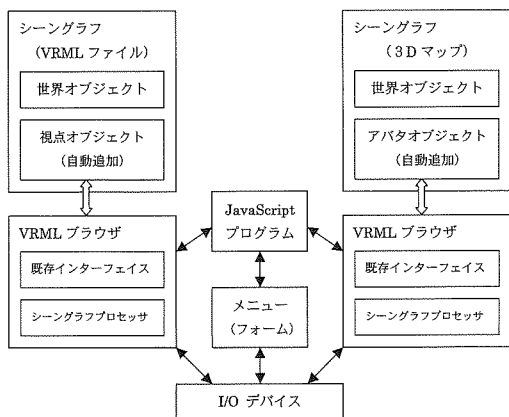 シーングラフ
(VRML ファイル)
世界オブジェクト
視点オブジェクト
(自動追加)
VRML ブラウザ
既存インターフェイス
シーングラフプロセッサ
JavaScript
プログラム
メニュー
(フォーム)
シーングラフ
(3D マップ)
世界オブジェクト
アバタオブジェクト
(自動追加)
VRML ブラウザ
既存インターフェイス
シーングラフプロセッサ
I/O デバイス